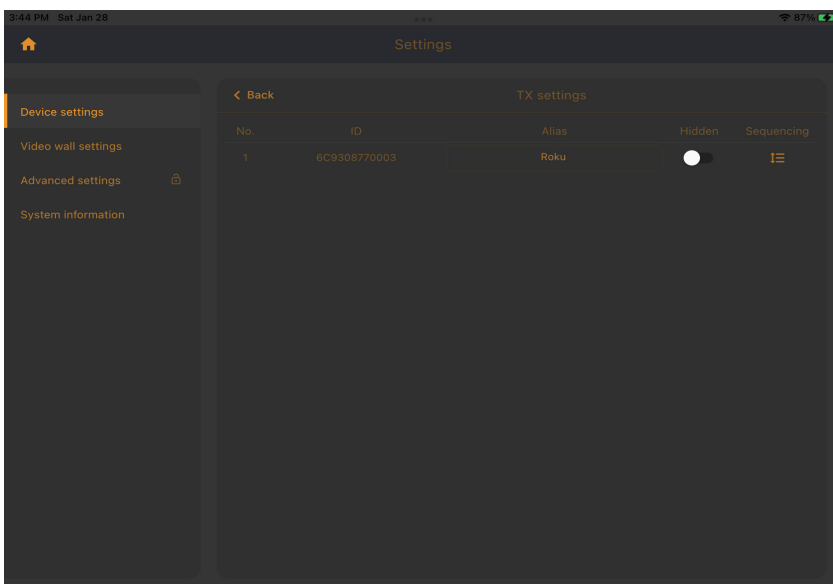 3:44 PM Sat Jan 28
87%
Settings
Device settings
Video wall settings
Advanced settings
System information
Back
TX settings
No. ID Alias Hidden Sequencing
1 6C9308770003 Roku